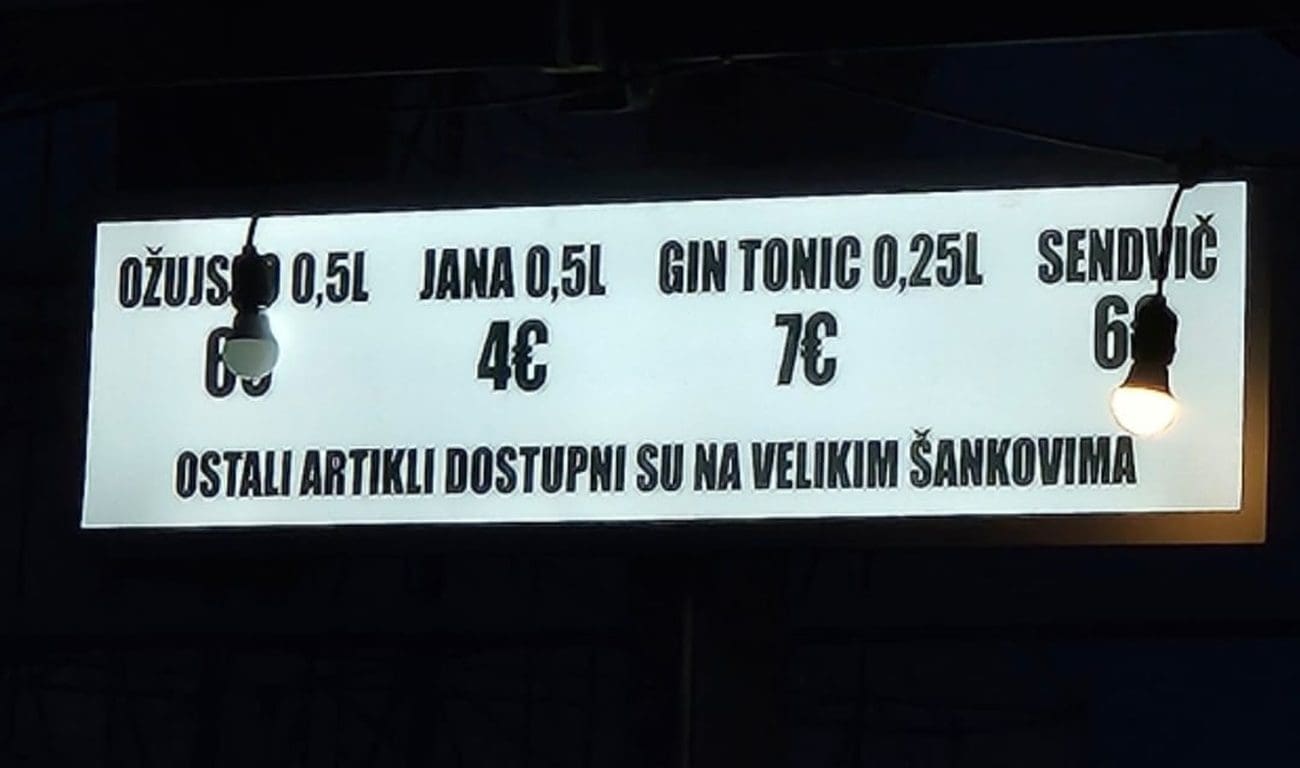 0,5L JANA 0,5L GIN TONIC 0,25L SENDVIČ
4€ 7€
OSTALI ARTIKLI DOSTUPNI SU NA VELIKIM ŠANKOVIMA